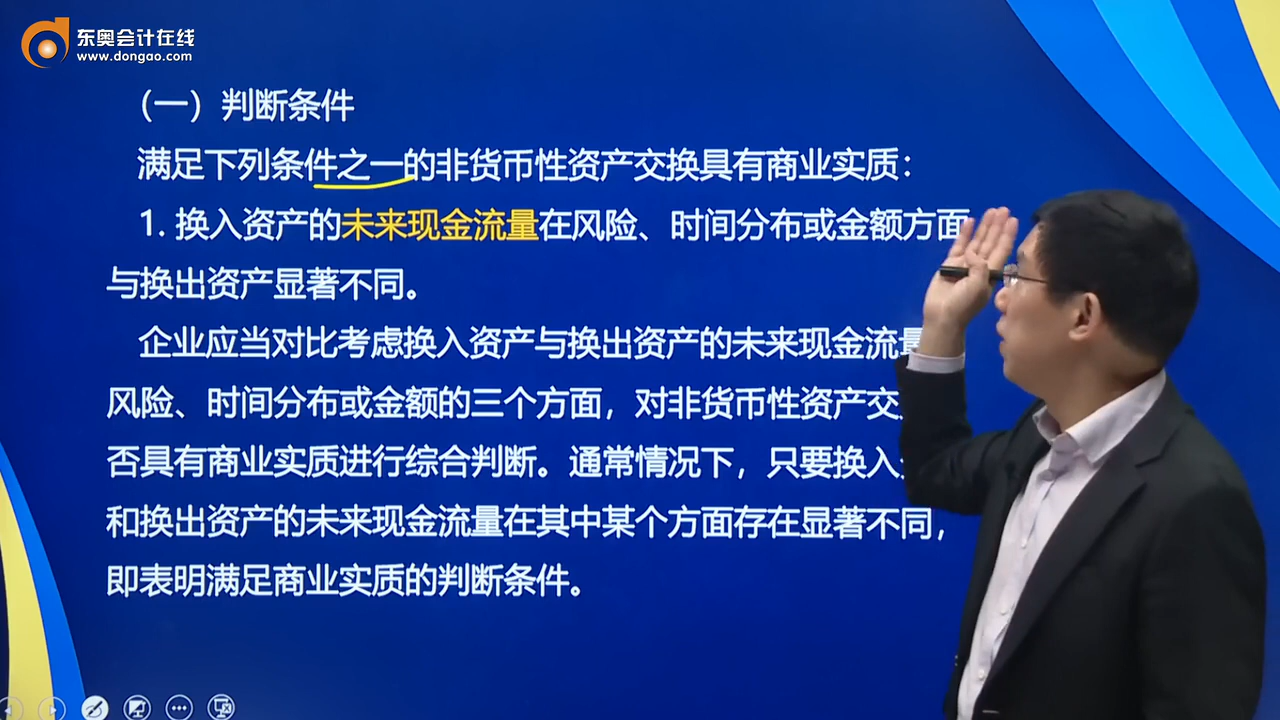 东奥会计在线
www.dongao.com
（一）判断条件
满足下列条件之一的非货币性资产交换具有商业实质：
1. 换入资产的未来现金流量在风险、时间分布或金额方面
与换出资产显著不同。
企业应当对比考虑换入资产与换出资产的未来现金流量
风险、时间分布或金额的三个方面，对非货币性资产交
否具有商业实质进行综合判断。通常情况下，只要换入
和换出资产的未来现金流量在其中某个方面存在显著不同，
即表明满足商业实质的判断条件。